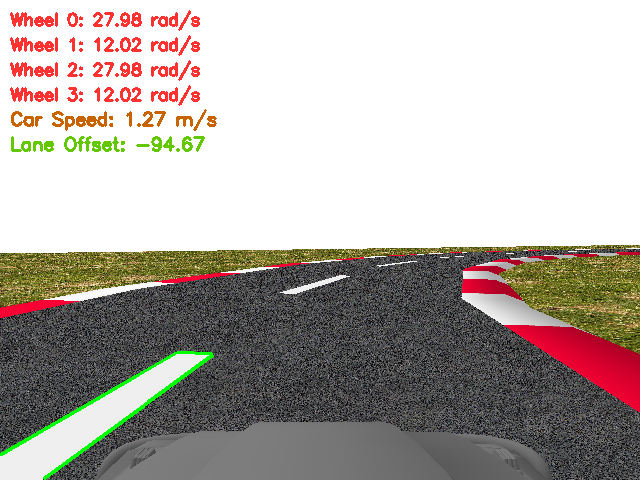 Wheel 0: 27.98 rad/s
Wheel 1: 12.02 rad/s
Wheel 2: 27.98 rad/s
Wheel 3: 12.02 rad/s
Car Speed: 1.27 m/s
Lane Offset: -94.67